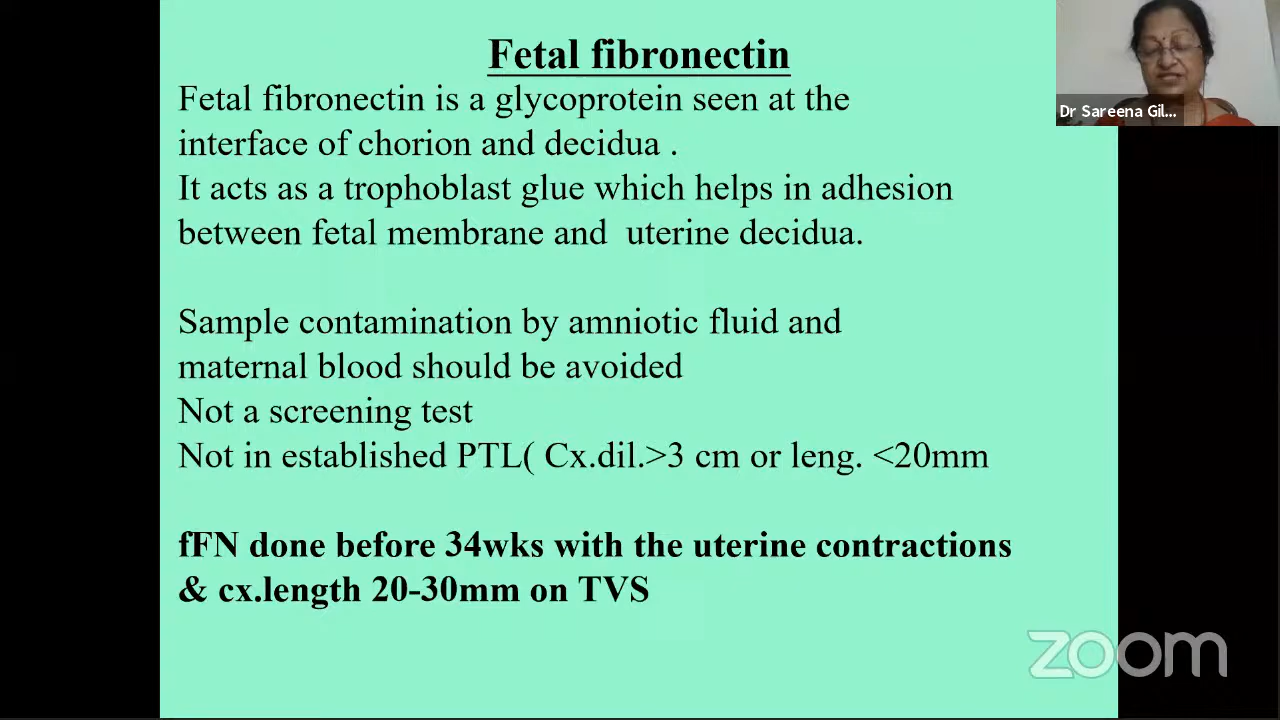 Fetal fibronectin
Fetal fibronectin is a glycoprotein seen at the
interface of chorion and decidua .
It acts as a trophoblast glue which helps in adhesion
between fetal membrane and uterine decidua.
Sample contamination by amniotic fluid and
maternal blood should be avoided
Not a screening test
Not in established PTL( Cx.dil.>3 cm or leng. <20mm
fFN done before 34wks with the uterine contractions
& cx.length 20-30mm on TVS
Dr Sareena Gil...
zoom